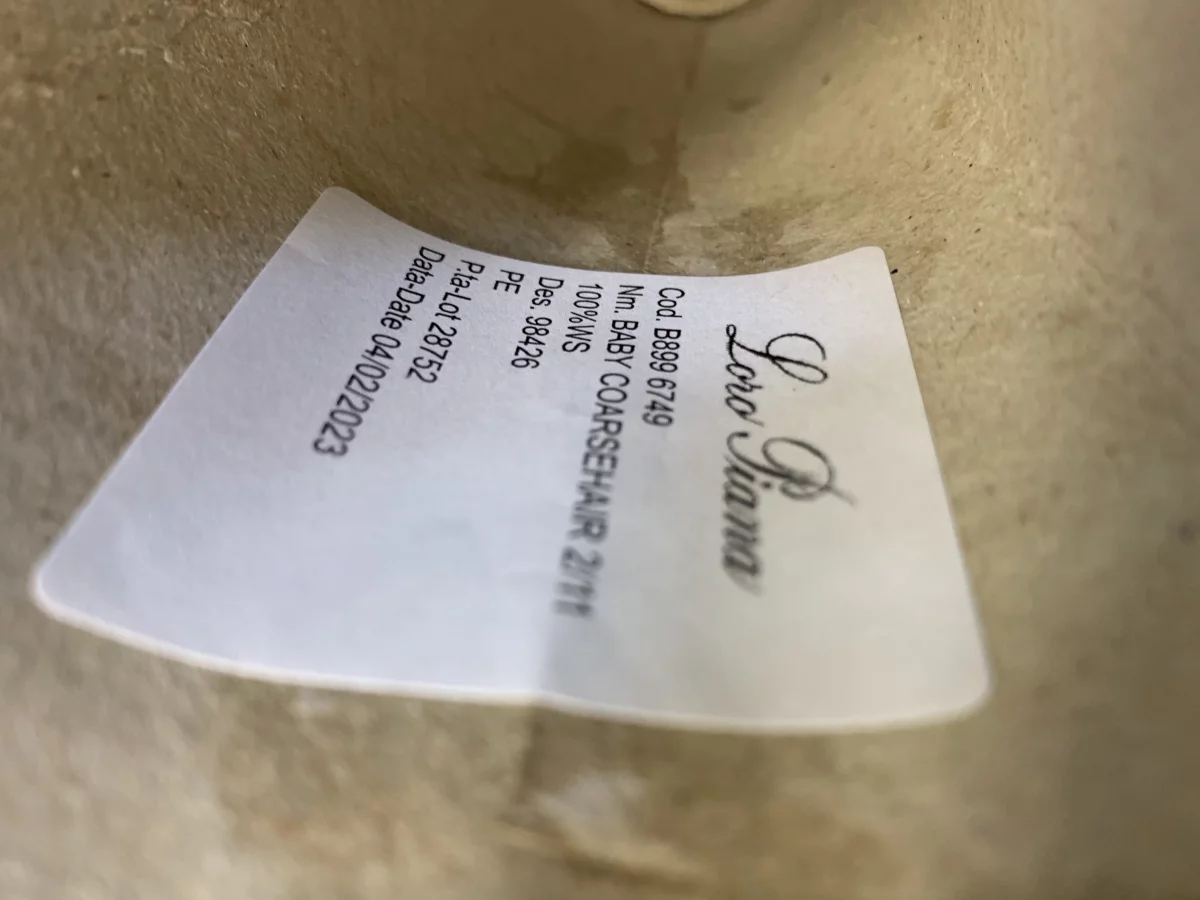 Loro Piana
Cod. B899 6749
Nm. BABY COARSEHAIR 2/11
100%WS
Des. 98426
PE
P.ta-Lot 28752
Data-Date 04/02/2023